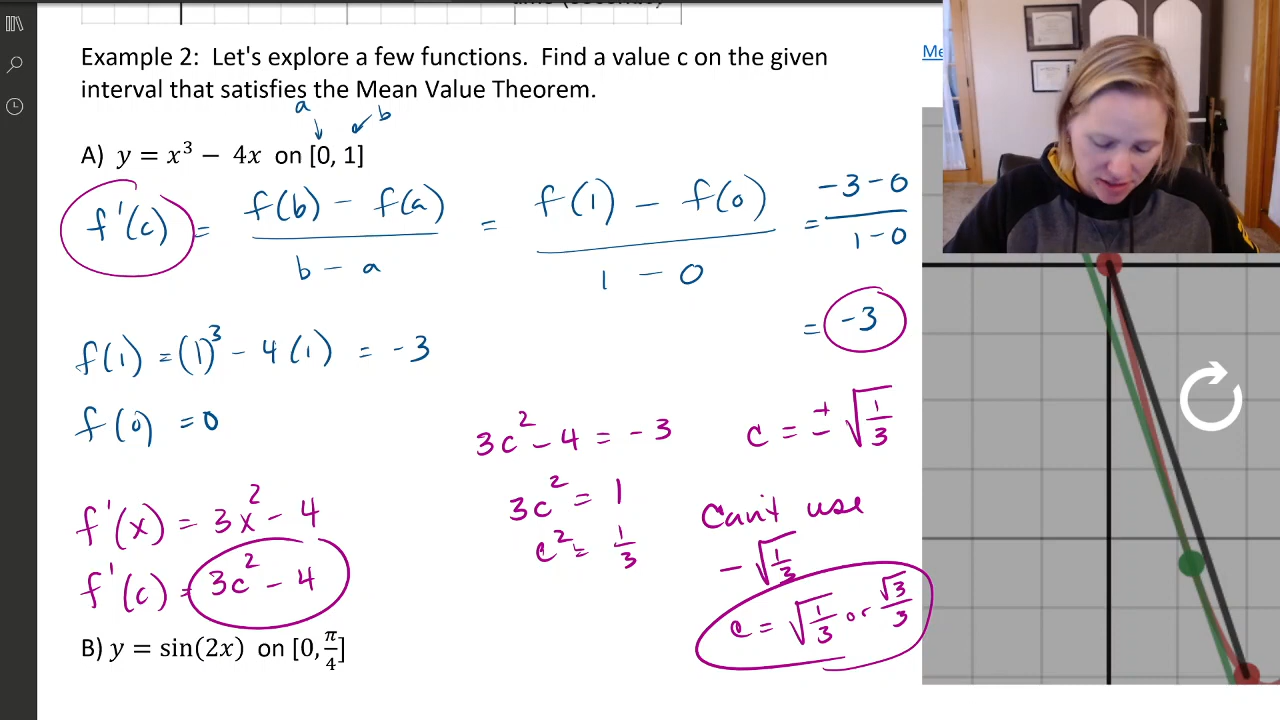 Example 2: Let's explore a few functions. Find a value c on the given
interval that satisfies the Mean Value Theorem.
Me
a
b
A) y = x³ − 4x on [0, 1]
f'(c) = (f(b) - f(a))/(b - a) = (f(1) - f(0))/(1 - 0) = (-3-0)/(1-0)
= -3
f(1) = (1)³ - 4(1) = -3
f(0) = 0
f'(x) = 3x² - 4
f'(c) = 3c² - 4
3c² - 4 = -3
3c² = 1
c² = 1/3
c = ±√(1/3)
Can't use
-√(1/3)
c = √(1/3) or √3/3
B) y = sin(2x) on [0, π/4]